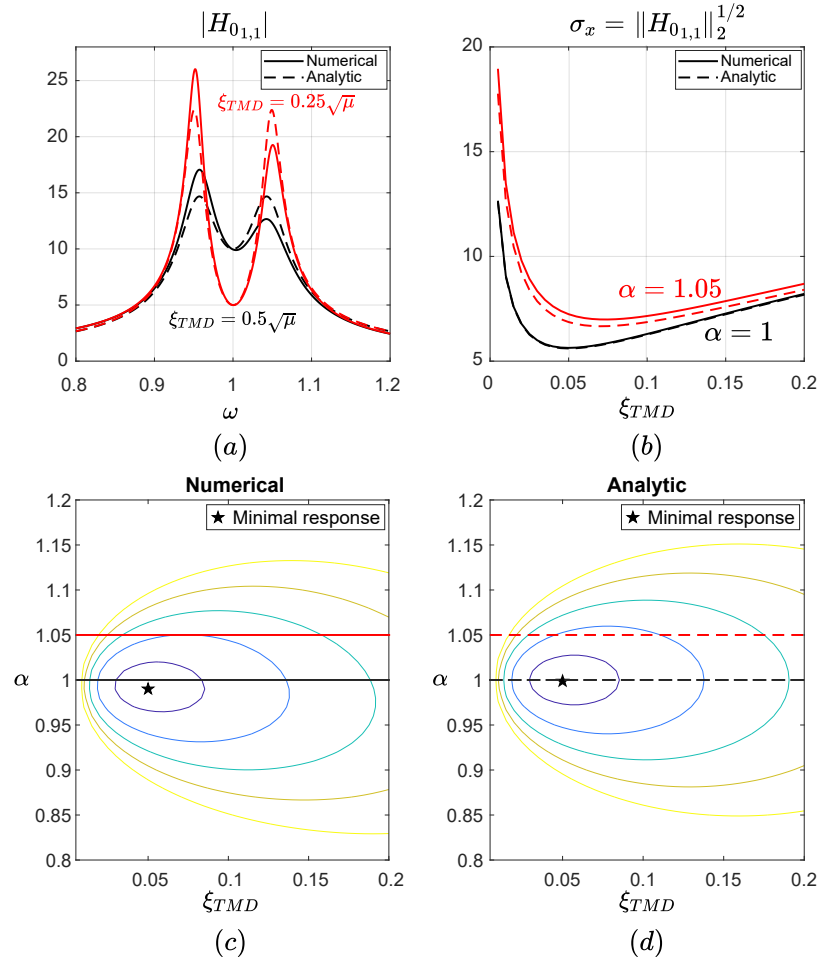 |H_{0_{1,1}}|
Numerical
Analytic
ξ_{TMD} = 0.25√μ
ξ_{TMD} = 0.5√μ
25
20
15
10
5
0
0.8 0.9 1 1.1 1.2
ω
(a)
σ_x = ‖H_{0_{1,1}}‖_2^{1/2}
Numerical
Analytic
α = 1.05
α = 1
20
15
10
5
0 0.05 0.1 0.15 0.2
ξ_{TMD}
(b)
Numerical
★ Minimal response
1.2
1.15
1.1
1.05
α 1
0.95
0.9
0.85
0.8
0.05 0.1 0.15 0.2
ξ_{TMD}
(c)
Analytic
★ Minimal response
1.2
1.15
1.1
1.05
α 1
0.95
0.9
0.85
0.8
0.05 0.1 0.15 0.2
ξ_{TMD}
(d)